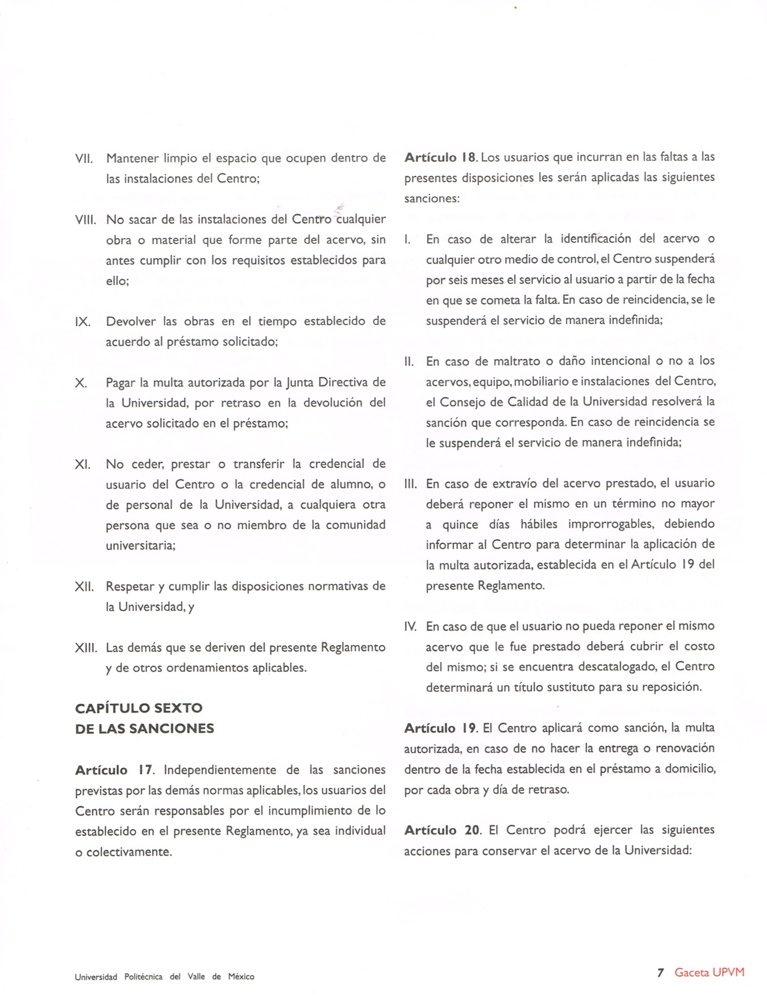 VII. Mantener limpio el espacio que ocupen dentro de
las instalaciones del Centro;
VIII. No sacar de las instalaciones del Centro cualquier
obra o material que forme parte del acervo, sin
antes cumplir con los requisitos establecidos para
ello;
IX. Devolver las obras en el tiempo establecido de
acuerdo al préstamo solicitado;
X. Pagar la multa autorizada por la Junta Directiva de
la Universidad, por retraso en la devolución del
acervo solicitado en el préstamo;
XI. No ceder, prestar o transferir la credencial de
usuario del Centro o la credencial de alumno, o
de personal de la Universidad, a cualquiera otra
persona que sea o no miembro de la comunidad
universitaria;
XII. Respetar y cumplir las disposiciones normativas de
la Universidad, y
XIII. Las demás que se deriven del presente Reglamento
y de otros ordenamientos aplicables.
CAPÍTULO SEXTO
DE LAS SANCIONES
Artículo 17. Independientemente de las sanciones
previstas por las demás normas aplicables, los usuarios del
Centro serán responsables por el incumplimiento de lo
establecido en el presente Reglamento, ya sea individual
o colectivamente.
Artículo 18. Los usuarios que incurran en las faltas a las
presentes disposiciones les serán aplicadas las siguientes
sanciones:
I. En caso de alterar la identificación del acervo o
cualquier otro medio de control, el Centro suspenderá
por seis meses el servicio al usuario a partir de la fecha
en que se cometa la falta. En caso de reincidencia, se le
suspenderá el servicio de manera indefinida;
II. En caso de maltrato o daño intencional o no a los
acervos, equipo, mobiliario e instalaciones del Centro,
el Consejo de Calidad de la Universidad resolverá la
sanción que corresponda. En caso de reincidencia se
le suspenderá el servicio de manera indefinida;
III. En caso de extravío del acervo prestado, el usuario
deberá reponer el mismo en un término no mayor
a quince días hábiles improrrogables, debiendo
informar al Centro para determinar la aplicación de
la multa autorizada, establecida en el Artículo 19 del
presente Reglamento.
IV. En caso de que el usuario no pueda reponer el mismo
acervo que le fue prestado deberá cubrir el costo
del mismo; si se encuentra descatalogado, el Centro
determinará un título sustituto para su reposición.
Artículo 19. El Centro aplicará como sanción, la multa
autorizada, en caso de no hacer la entrega o renovación
dentro de la fecha establecida en el préstamo a domicilio,
por cada obra y día de retraso.
Artículo 20. El Centro podrá ejercer las siguientes
acciones para conservar el acervo de la Universidad:
Universidad Politécnica del Valle de México
7 Gaceta UPVM